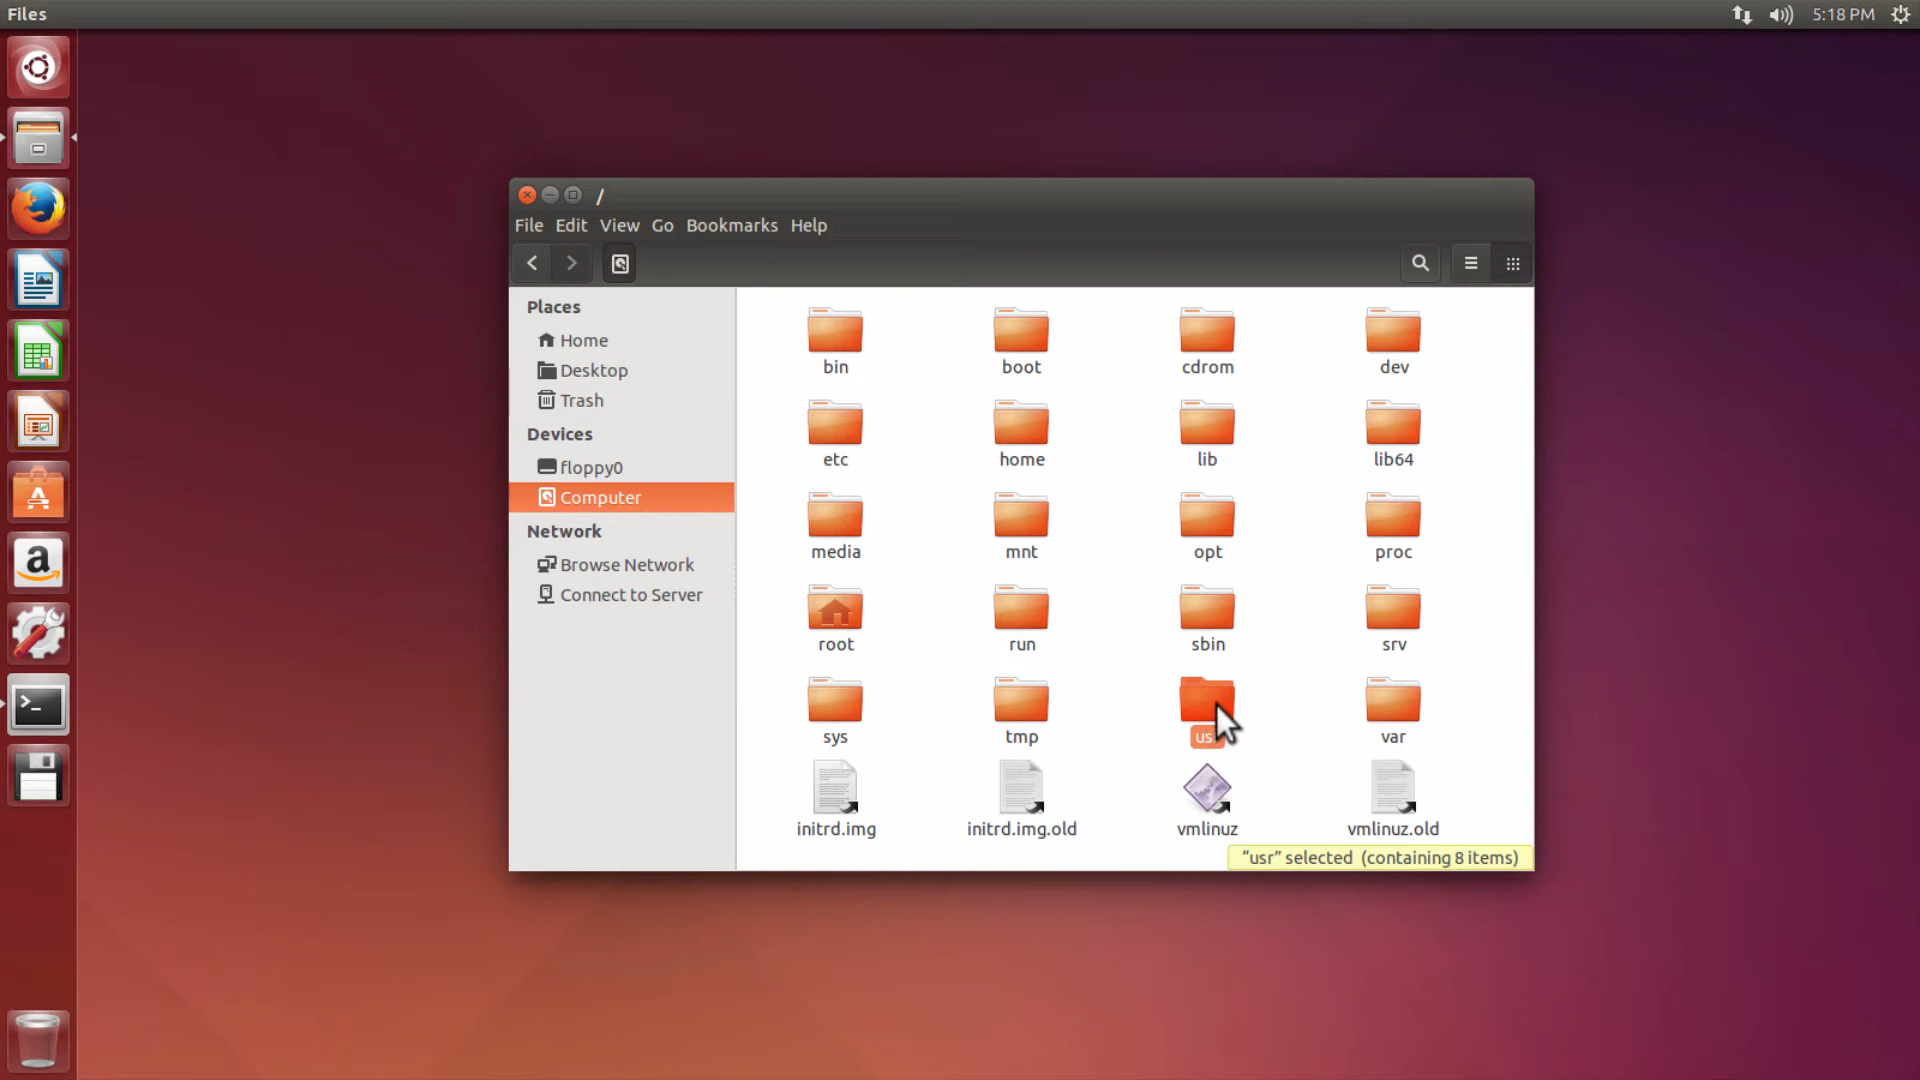 Files
5:18 PM
/
File Edit View Go Bookmarks Help
Places
Home
Desktop
Trash
Devices
floppy0
Computer
Network
Browse Network
Connect to Server
bin boot cdrom dev
etc home lib lib64
media mnt opt proc
root run sbin srv
sys tmp usr var
initrd.img initrd.img.old vmlinuz vmlinuz.old
“usr” selected (containing 8 items)